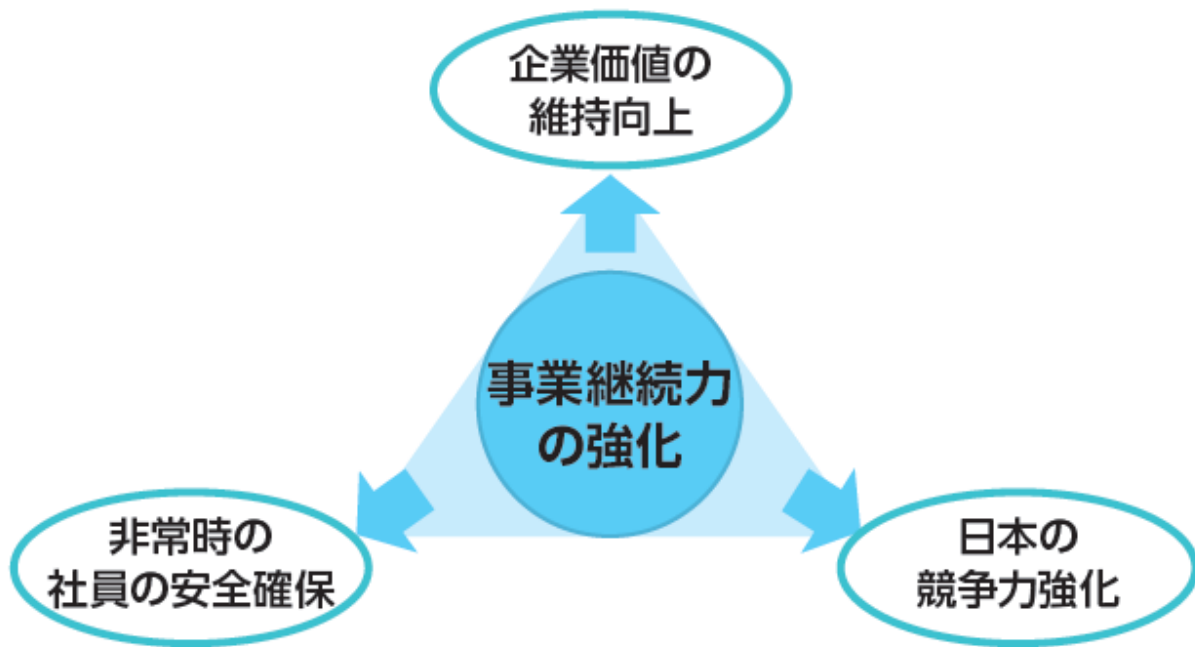 企業価値の
維持向上
事業継続力
の強化
非常時の
社員の安全確保
日本の
競争力強化